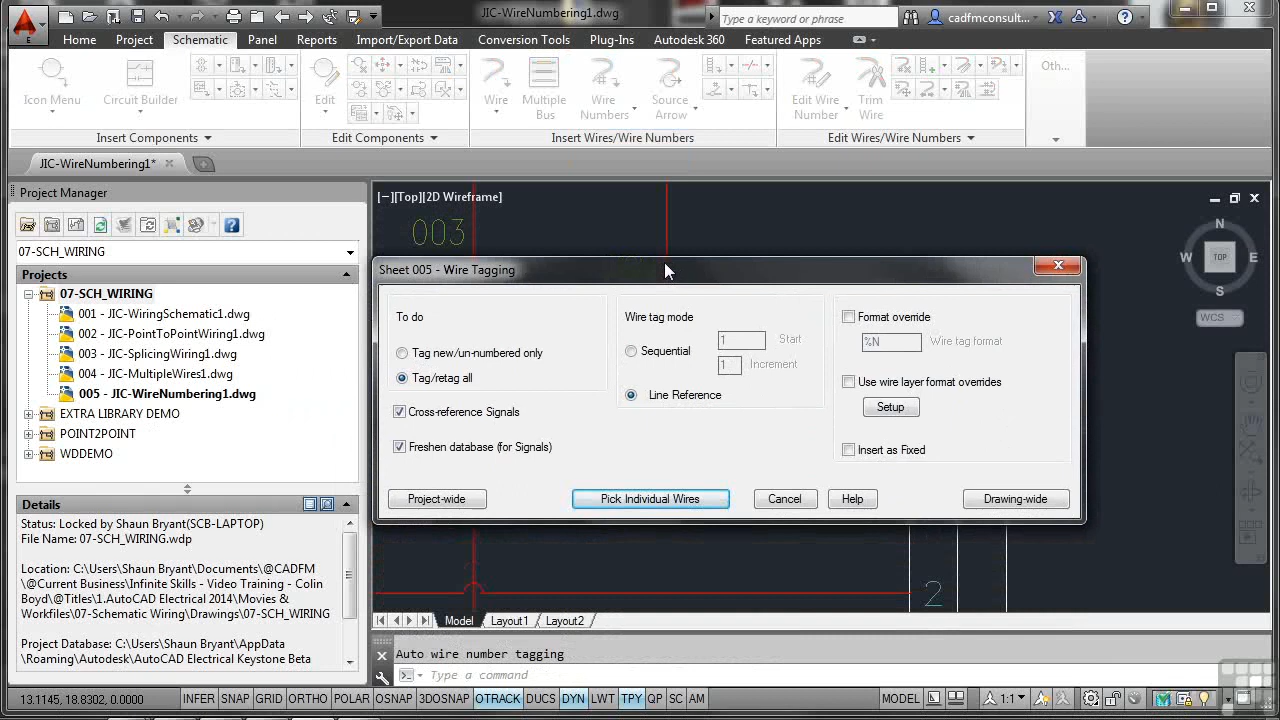 JIC-WireNumbering1.dwg
Type a keyword or phrase
cadfmconsult...
E
Home Project Schematic Panel Reports Import/Export Data Conversion Tools Plug-Ins Autodesk 360 Featured Apps
Icon Menu Circuit Builder Edit Wire Multiple Bus Wire Numbers Source Arrow Edit Wire Number Trim Wire Oth...
Insert Components Edit Components Insert Wires/Wire Numbers Edit Wires/Wire Numbers
JIC-WireNumbering1*
Project Manager
07-SCH_WIRING
Projects
07-SCH_WIRING
001 - JIC-WiringSchematic1.dwg
002 - JIC-PointToPointWiring1.dwg
003 - JIC-SplicingWiring1.dwg
004 - JIC-MultipleWires1.dwg
005 - JIC-WireNumbering1.dwg
EXTRA LIBRARY DEMO
POINT2POINT
WDDEMO
Details
Status: Locked by Shaun Bryant(SCB-LAPTOP)
File Name: 07-SCH_WIRING.wdp
Location: C:\Users\Shaun Bryant\Documents\@CADFM
\@Current Business\Infinite Skills - Video Training - Colin
Boyd\@Titles\1.AutoCAD Electrical 2014\Movies &
Workfiles\07-Schematic Wiring\Drawings\07-SCH_WIRING
Project Database: C:\Users\Shaun Bryant\AppData
\Roaming\Autodesk\AutoCAD Electrical Keystone Beta
[−][Top][2D Wireframe]
003
N
W TOP E
S
WCS
Sheet 005 - Wire Tagging
To do
Tag new/un-numbered only
Tag/retag all
Cross-reference Signals
Freshen database (for Signals)
Wire tag mode
Sequential
1 Start
1 Increment
Line Reference
Format override
%N Wire tag format
Use wire layer format overrides
Setup
Insert as Fixed
Project-wide Pick Individual Wires Cancel Help Drawing-wide
2
Model Layout1 Layout2
Auto wire number tagging
Type a command
13.1145, 18.8302, 0.0000 INFER SNAP GRID ORTHO POLAR OSNAP 3DOSNAP OTRACK DUCS DYN LWT TPY QP SC AM MODEL 1:1